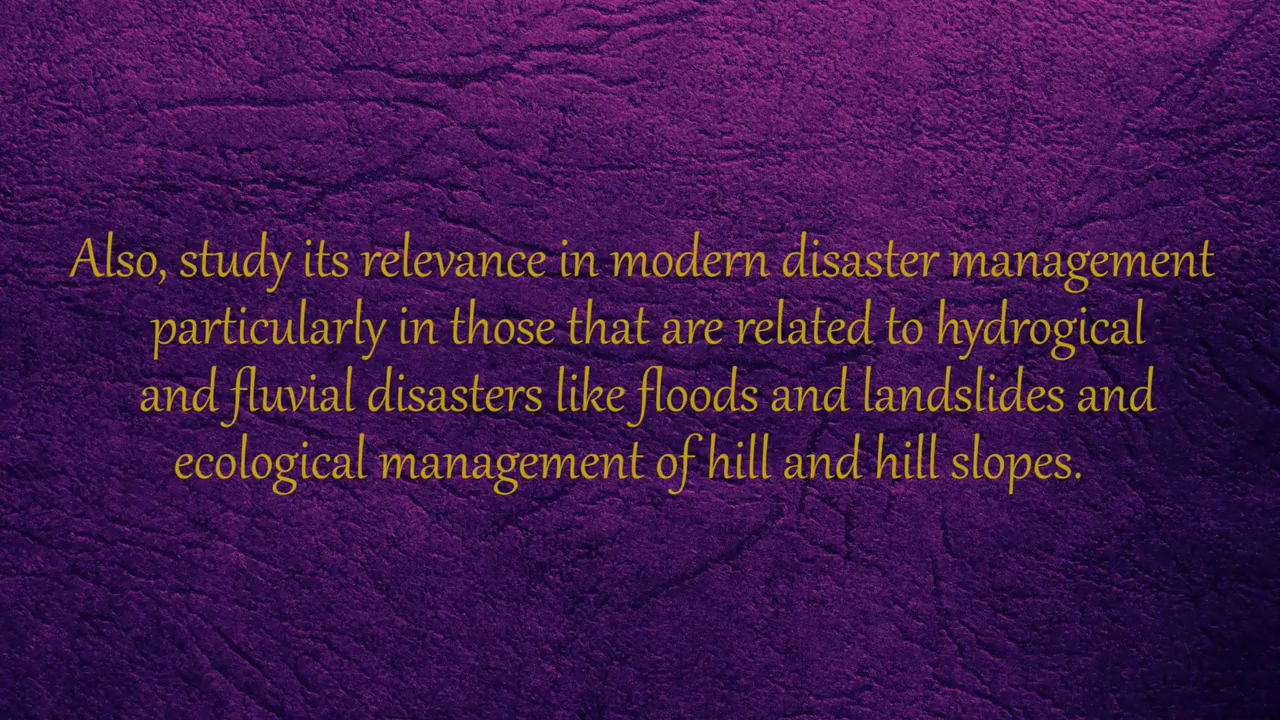 Also, study its relevance in modern disaster management
particularly in those that are related to hydrogical
and fluvial disasters like floods and landslides and
ecological management of hill and hill slopes.